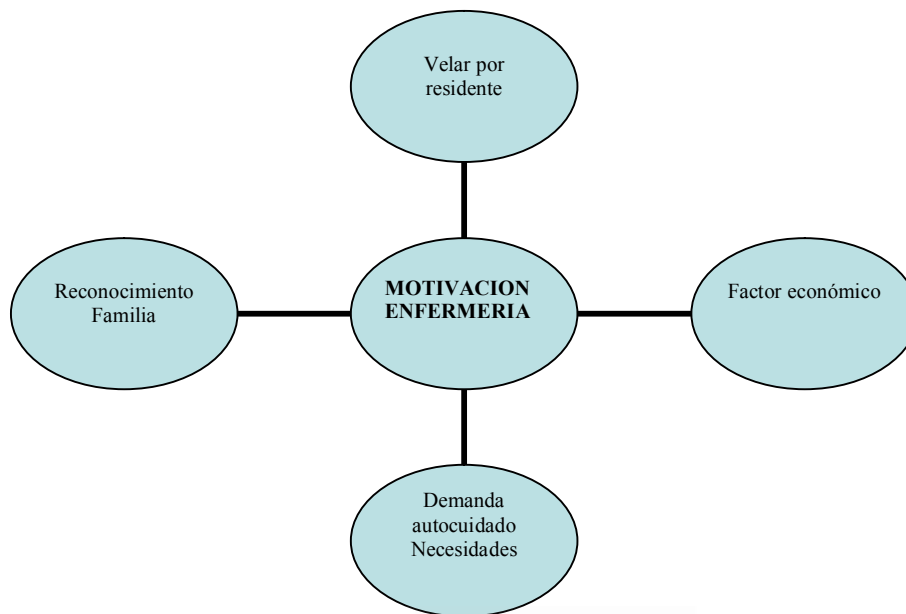 Velar por
residente
Reconocimiento
Familia
MOTIVACION
ENFERMERIA
Factor económico
Demanda
autocuidado
Necesidades